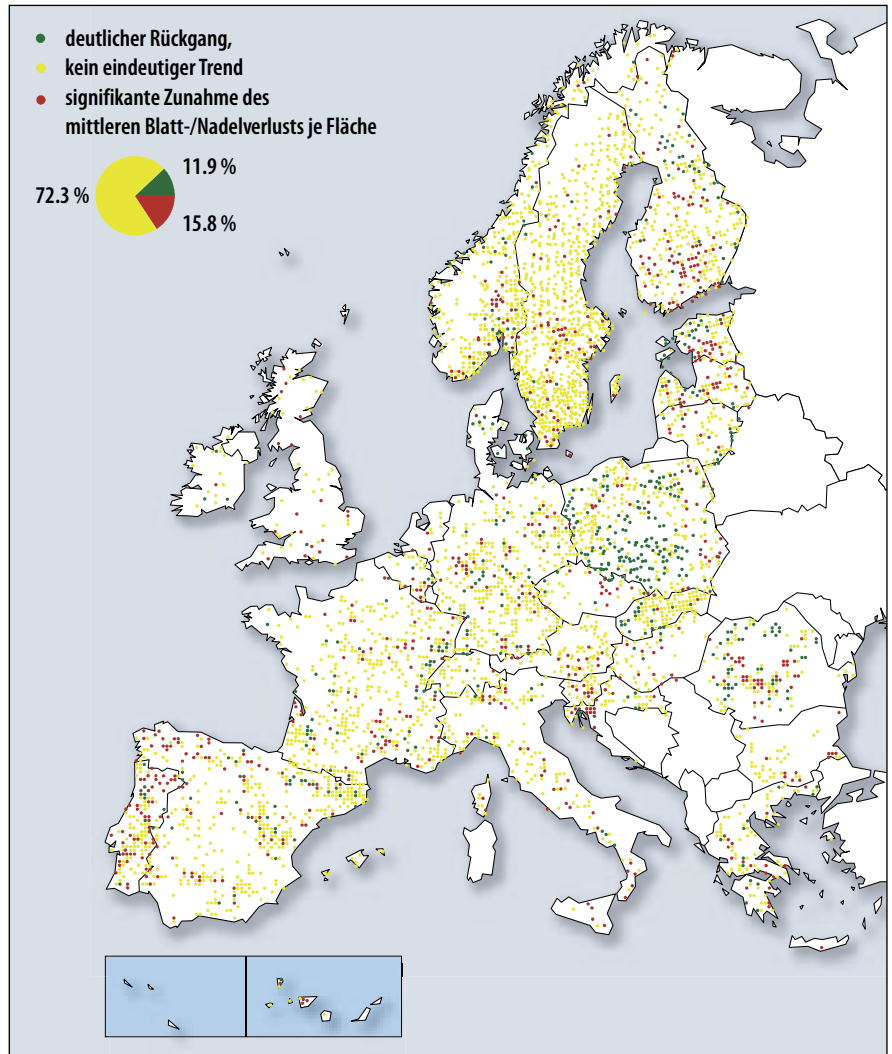 deutlicher Rückgang,
kein eindeutiger Trend
signifikante Zunahme des
mittleren Blatt-/Nadelverlusts je Fläche
11.9 %
72.3 %
15.8 %